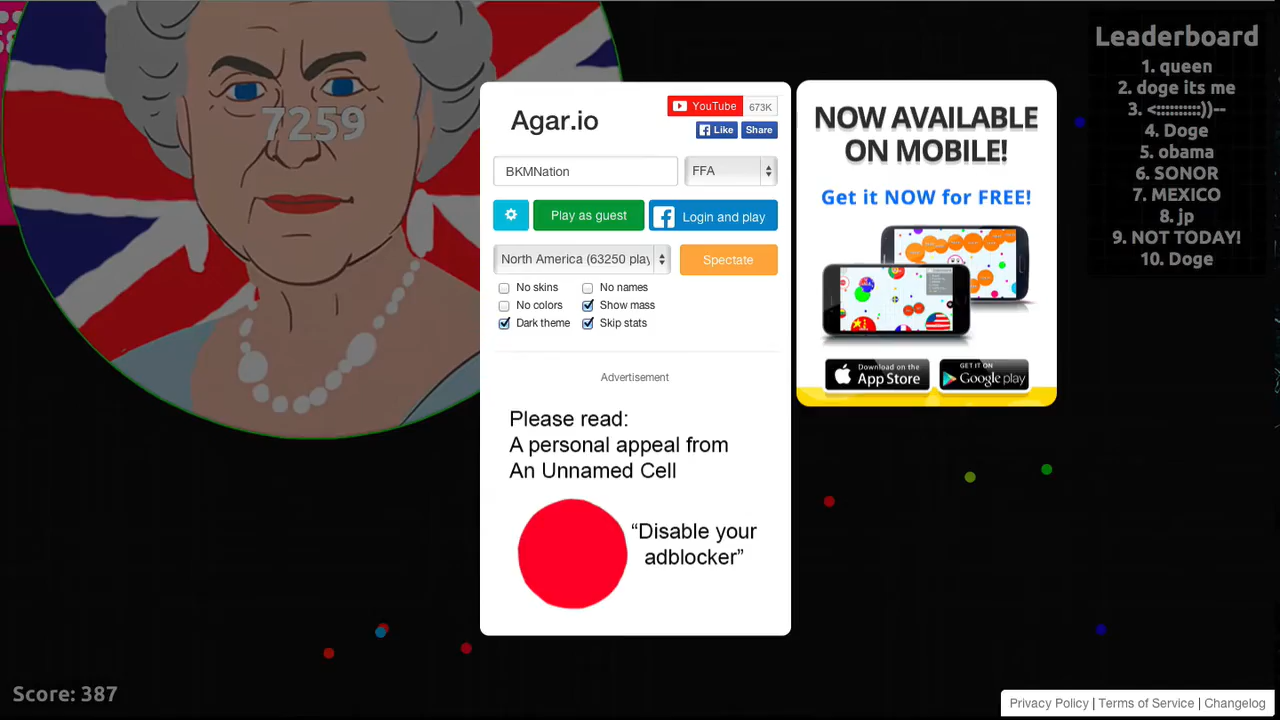 7259
Agar.io
YouTube 673K
Like Share
BKMNation
FFA
Play as guest
Login and play
North America (63250 play
Spectate
No skins
No names
No colors
Show mass
Dark theme
Skip stats
Advertisement
Please read:
A personal appeal from
An Unnamed Cell
“Disable your
adblocker”
NOW AVAILABLE
ON MOBILE!
Get it NOW for FREE!
Download on the
App Store
GET IT ON
Google play
Leaderboard
1. queen
2. doge its me
3. <::::::::::))--
4. Doge
5. obama
6. SONOR
7. MEXICO
8. jp
9. NOT TODAY!
10. Doge
Score: 387
Privacy Policy | Terms of Service | Changelog